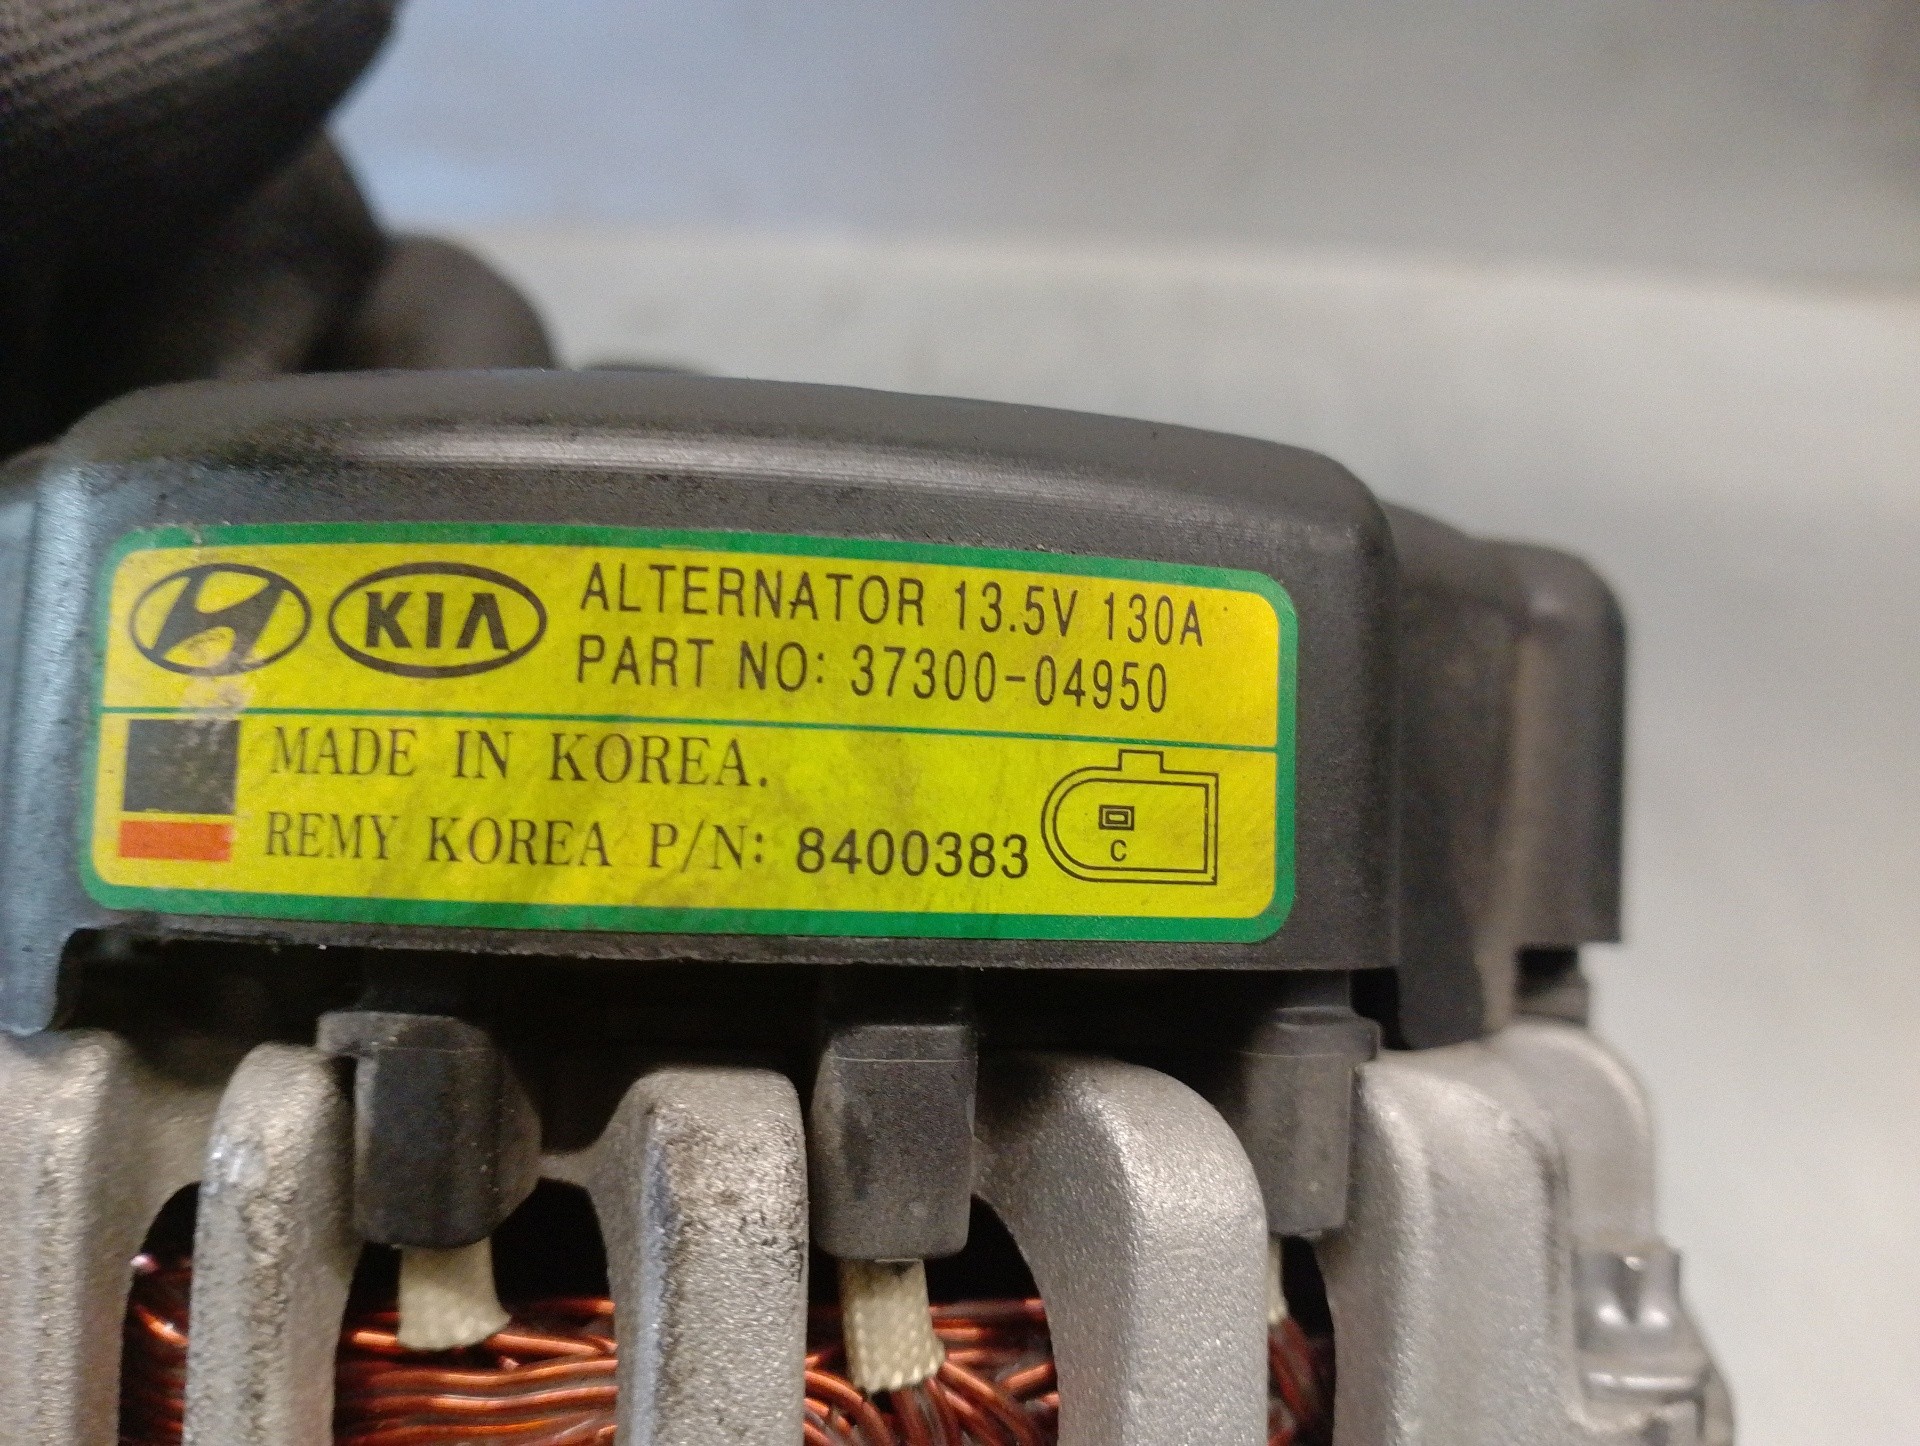 KIA ALTERNATOR 13.5V 130A
PART NO: 37300-04950
MADE IN KOREA.
REMY KOREA P/N: 8400383
C